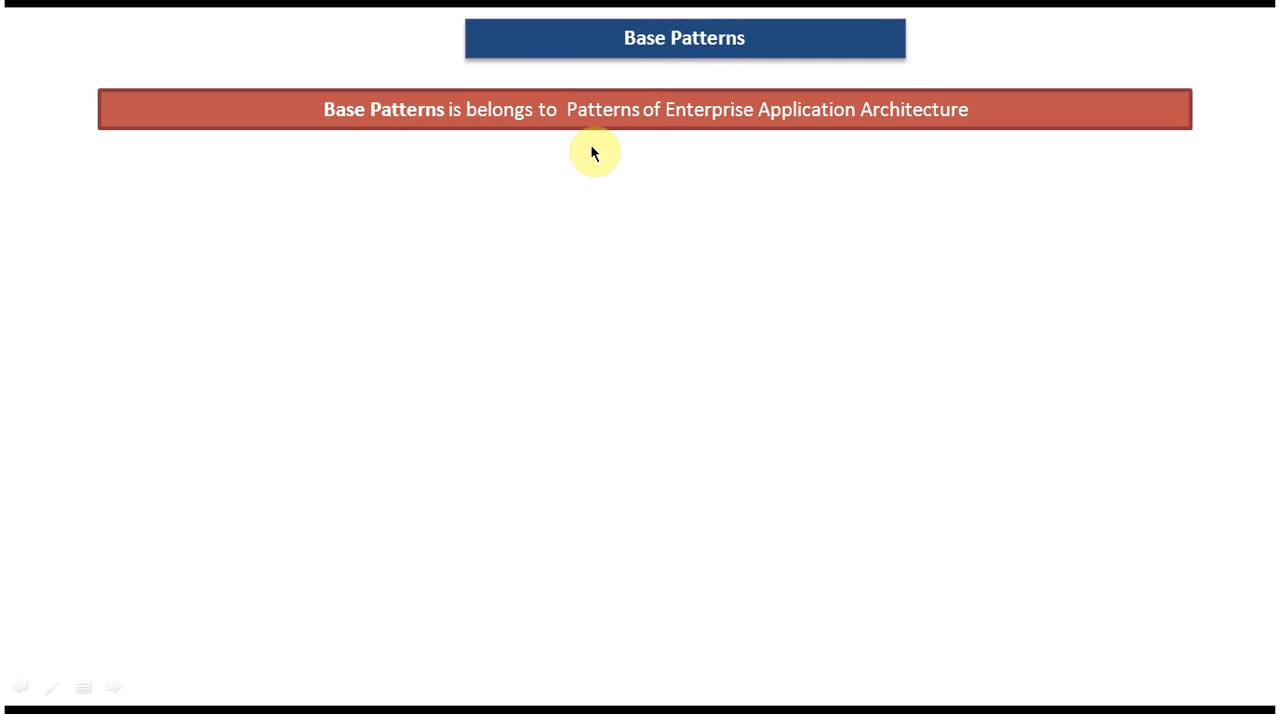 Base Patterns
Base Patterns is belongs to Patterns of Enterprise Application Architecture